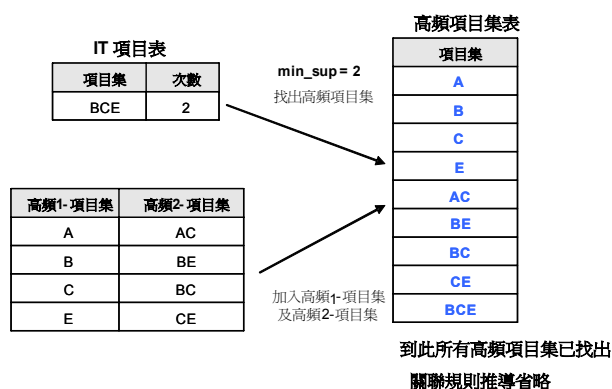 IT 項目表
項目集 次數
BCE 2
min_sup = 2
找出高頻項目集
高頻1- 項目集 高頻2- 項目集
A AC
B BE
C BC
E CE
加入高頻1- 項目集
及高頻2- 項目集
高頻項目集表
項目集
A
B
C
E
AC
BE
BC
CE
BCE
到此所有高頻項目集已找出
關聯規則推導省略